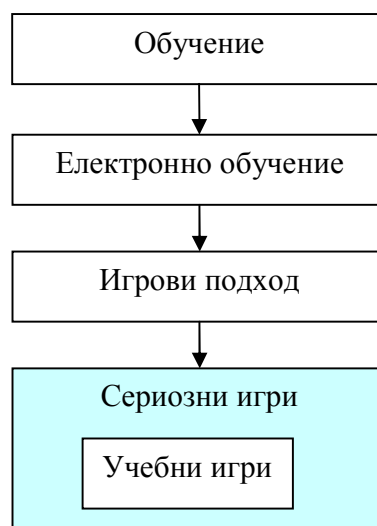 Обучение
Електронно обучение
Игрови подход
Сериозни игри
Учебни игри